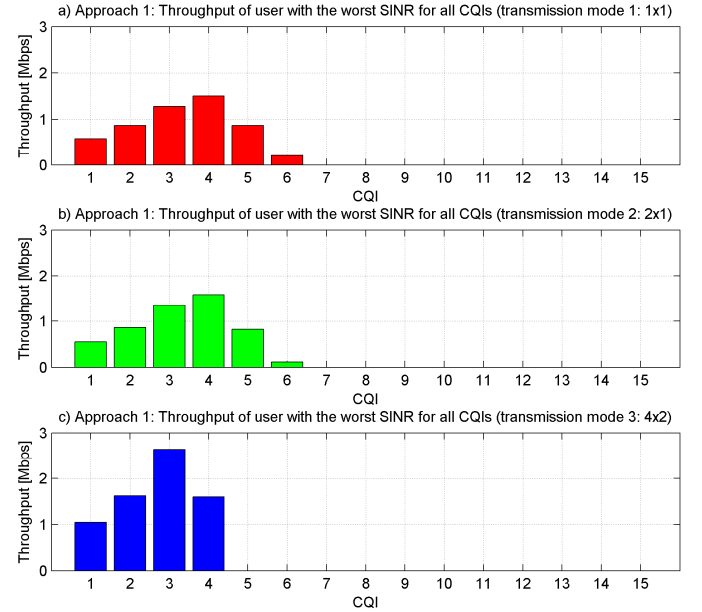 a) Approach 1: Throughput of user with the worst SINR for all CQIs (transmission mode 1: 1x1)
3
2
1
0
Throughput [Mbps]
1 2 3 4 5 6 7 8 9 10 11 12 13 14 15
CQI
b) Approach 1: Throughput of user with the worst SINR for all CQIs (transmission mode 2: 2x1)
3
2
1
0
Throughput [Mbps]
1 2 3 4 5 6 7 8 9 10 11 12 13 14 15
CQI
c) Approach 1: Throughput of user with the worst SINR for all CQIs (transmission mode 3: 4x2)
3
2
1
0
Throughput [Mbps]
1 2 3 4 5 6 7 8 9 10 11 12 13 14 15
CQI